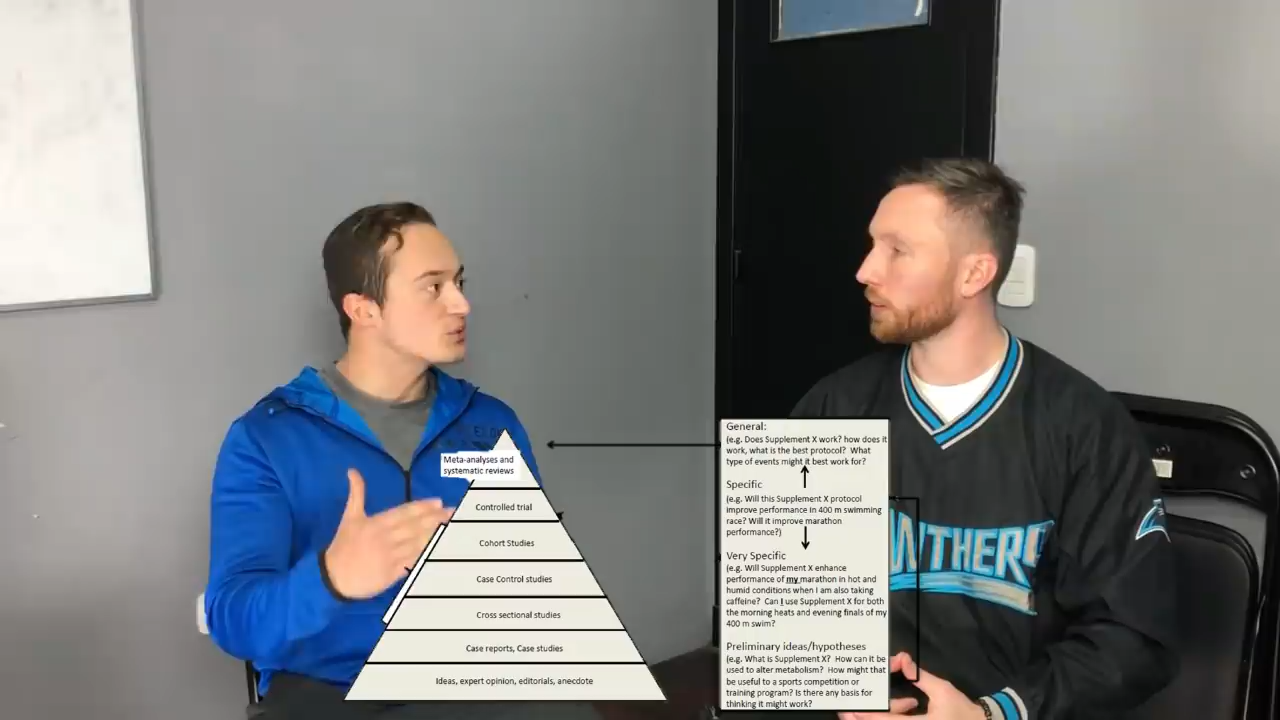 Meta-analyses and
systematic reviews
Controlled trial
Cohort Studies
Case Control studies
Cross sectional studies
Case reports, Case studies
Ideas, expert opinion, editorials, anecdote
General:
(e.g. Does Supplement X work? how does it
work, what is the best protocol? What
type of events might it best work for?
Specific
(e.g. Will this Supplement X protocol
improve performance in 400 m swimming
race? Will it improve marathon
performance?)
Very Specific
(e.g. Will Supplement X enhance
performance of my marathon in hot and
humid conditions when I am also taking
caffeine? Can I use Supplement X for both
the morning heats and evening finals of my
400 m swim?
Preliminary ideas/hypotheses
(e.g. What is Supplement X? How can it be
used to alter metabolism? How might that
be useful to a sports competition or
training program? Is there any basis for
thinking it might work?